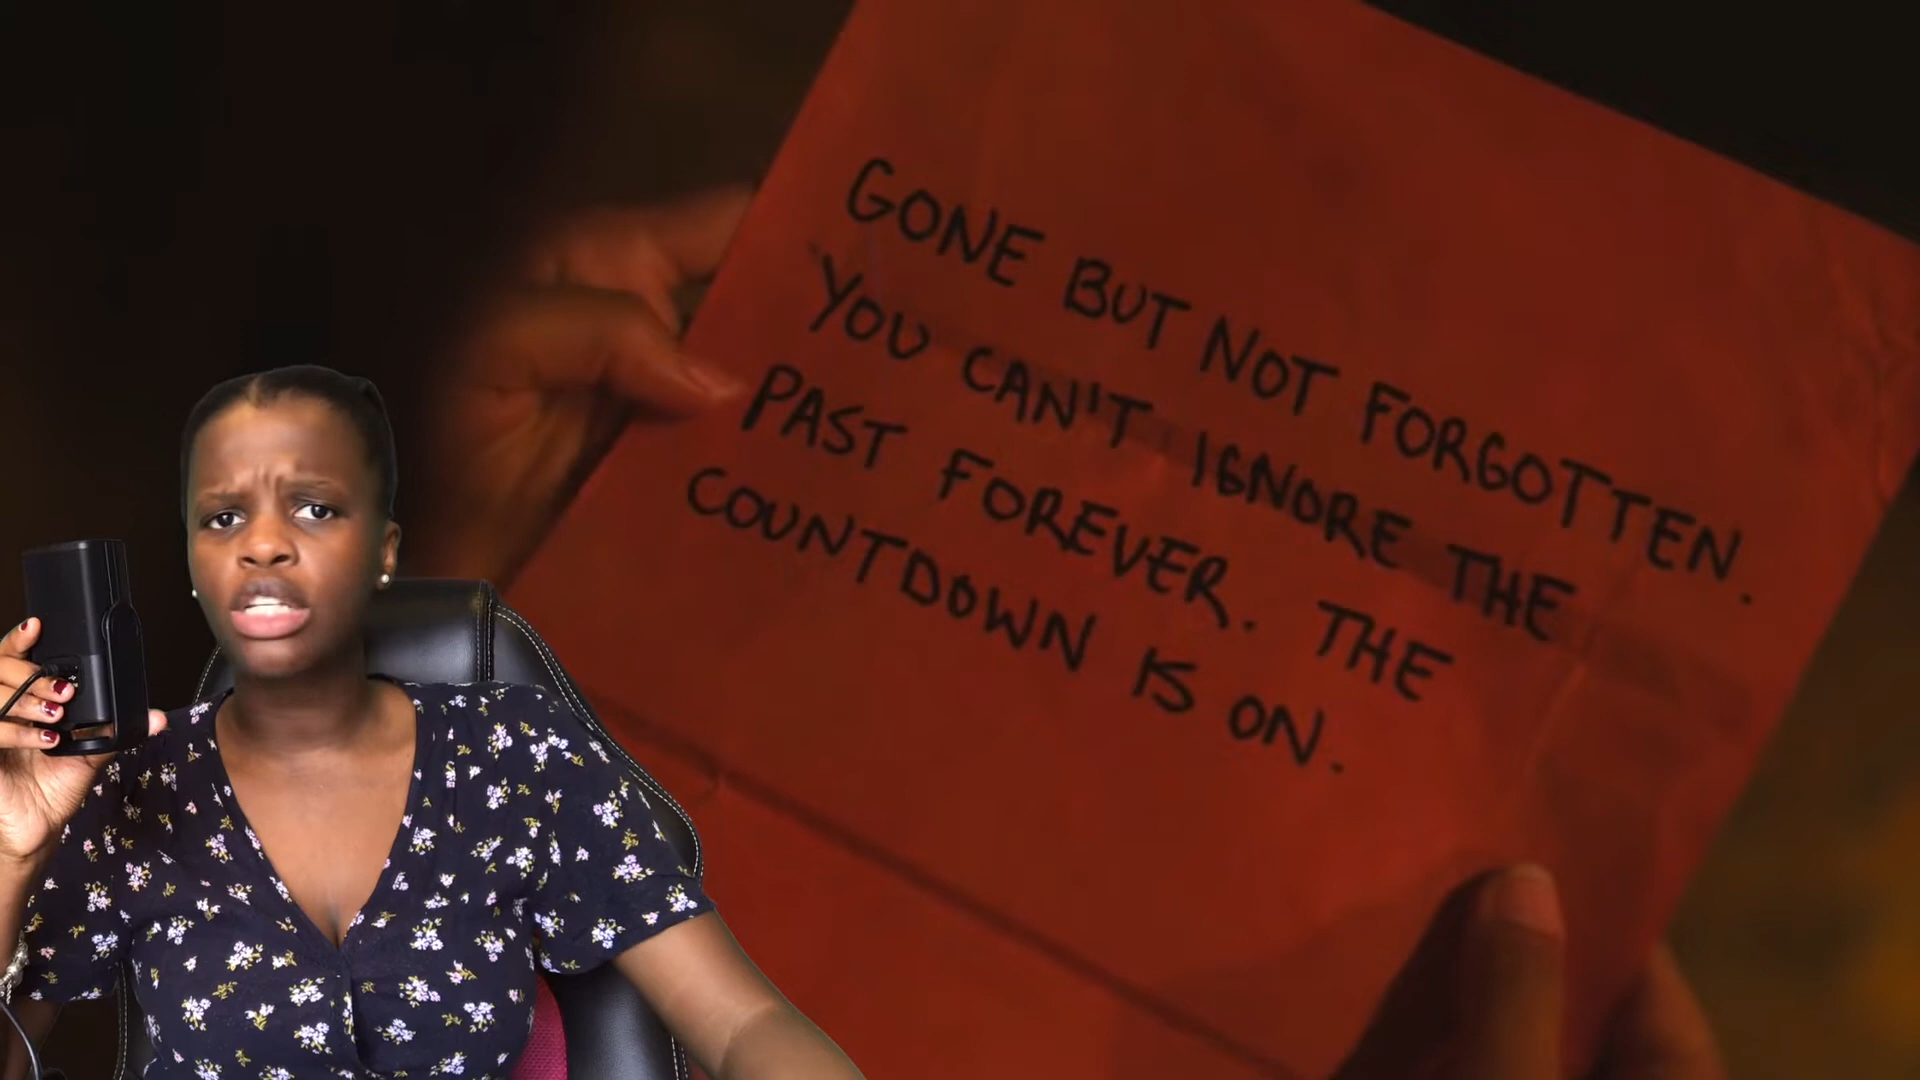 GONE BUT NOT FORGOTTEN.
YOU CAN'T IGNORE THE
PAST FOREVER. THE
COUNTDOWN IS ON.